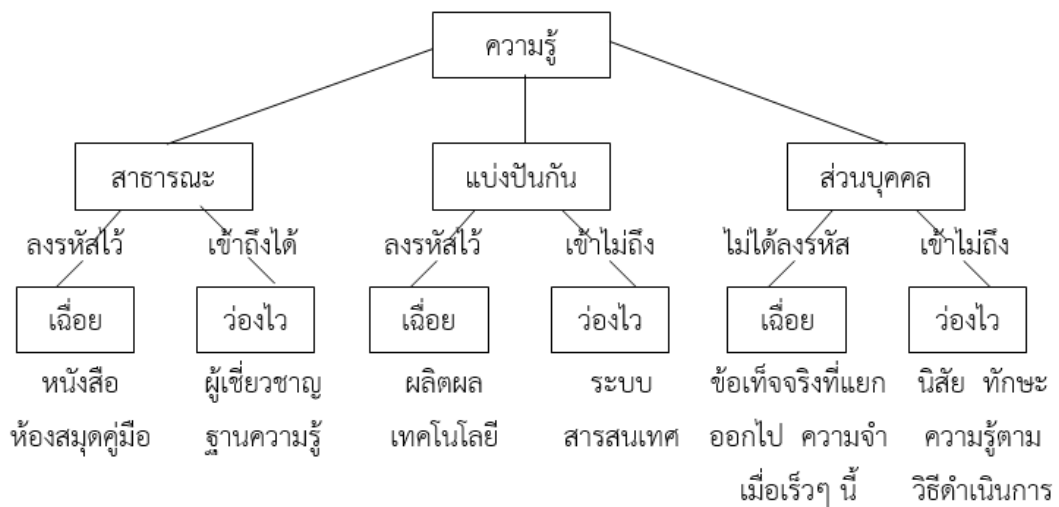 ความรู้
สาธารณะ แบ่งปันกัน ส่วนบุคคล
ลงรหัสไว้ เข้าถึงได้ ลงรหัสไว้ เข้าไม่ถึง ไม่ได้ลงรหัส เข้าไม่ถึง
เฉื่อย ว่องไว เฉื่อย ว่องไว เฉื่อย ว่องไว
หนังสือ ผู้เชี่ยวชาญ ผลิตผล ระบบ ข้อเท็จจริงที่แยก นิสัย ทักษะ
ห้องสมุดคู่มือ ฐานความรู้ เทคโนโลยี สารสนเทศ ออกไป ความจำ ความรู้ตาม
เมื่อเร็วๆ นี้ วิธีดำเนินการ